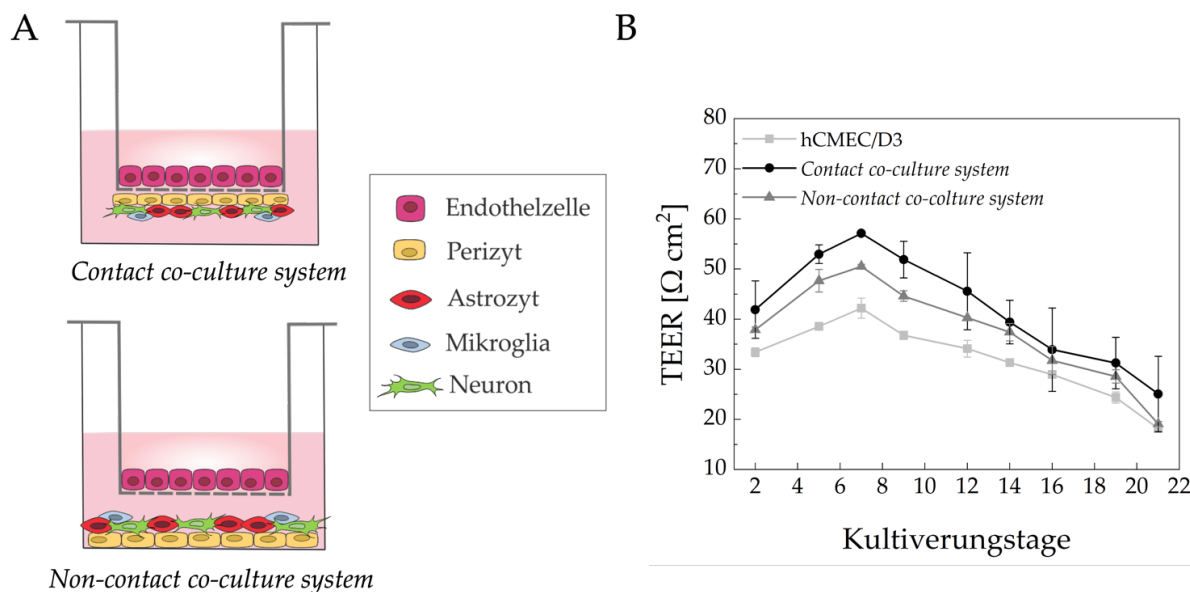 A
Contact co-culture system
Endothelzelle
Perizyt
Astrozyt
Mikroglia
Neuron
Non-contact co-culture system
B
TEER [Ω cm²]
80
70
60
50
40
30
20
10
hCMEC/D3
Contact co-culture system
Non-contact co-colture system
2 4 6 8 10 12 14 16 18 20 22
Kultiverungstage